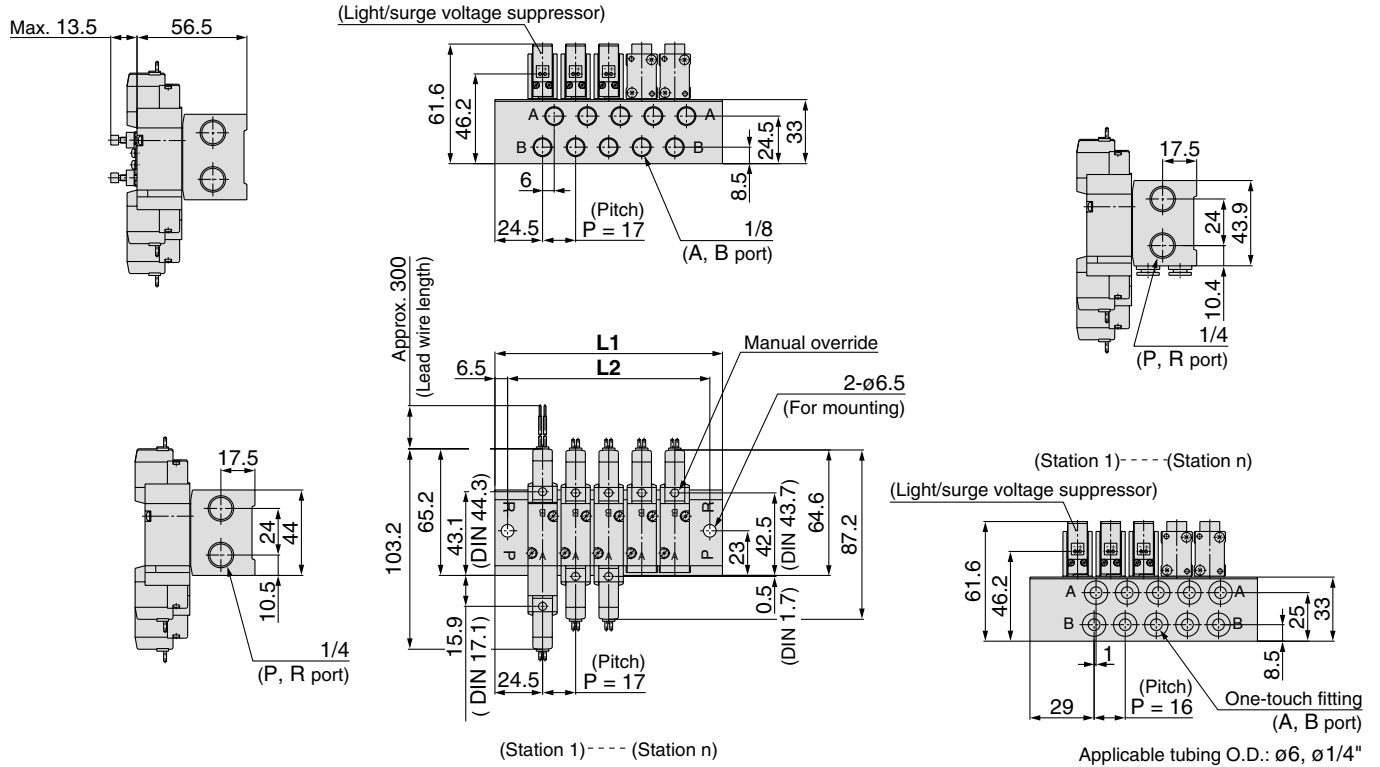 Max. 13.5
56.5
(Light/surge voltage suppressor)
61.6
46.2
A
A
B
B
24.5
33
8.5
6
24.5
(Pitch)
P = 17
1/8
(A, B port)
17.5
24
43.9
10.4
1/4
(P, R port)
Approx. 300
(Lead wire length)
L1
L2
6.5
Manual override
2-ø6.5
(For mounting)
103.2
65.2
43.1
(DIN 44.3)
15.9
( DIN 17.1)
R
P
B
A
B
A
B
A
B
A
B
A
R
P
23
42.5
(DIN 43.7)
64.6
87.2
0.5
(DIN 1.7)
24.5
(Pitch)
P = 17
(Station 1)---- (Station n)
17.5
24
44
10.5
1/4
(P, R port)
(Station 1)-----(Station n)
(Light/surge voltage suppressor)
61.6
46.2
A
A
B
B
25
33
8.5
1
29
(Pitch)
P = 16
One-touch fitting
(A, B port)
Applicable tubing O.D.: ø6, ø1/4"